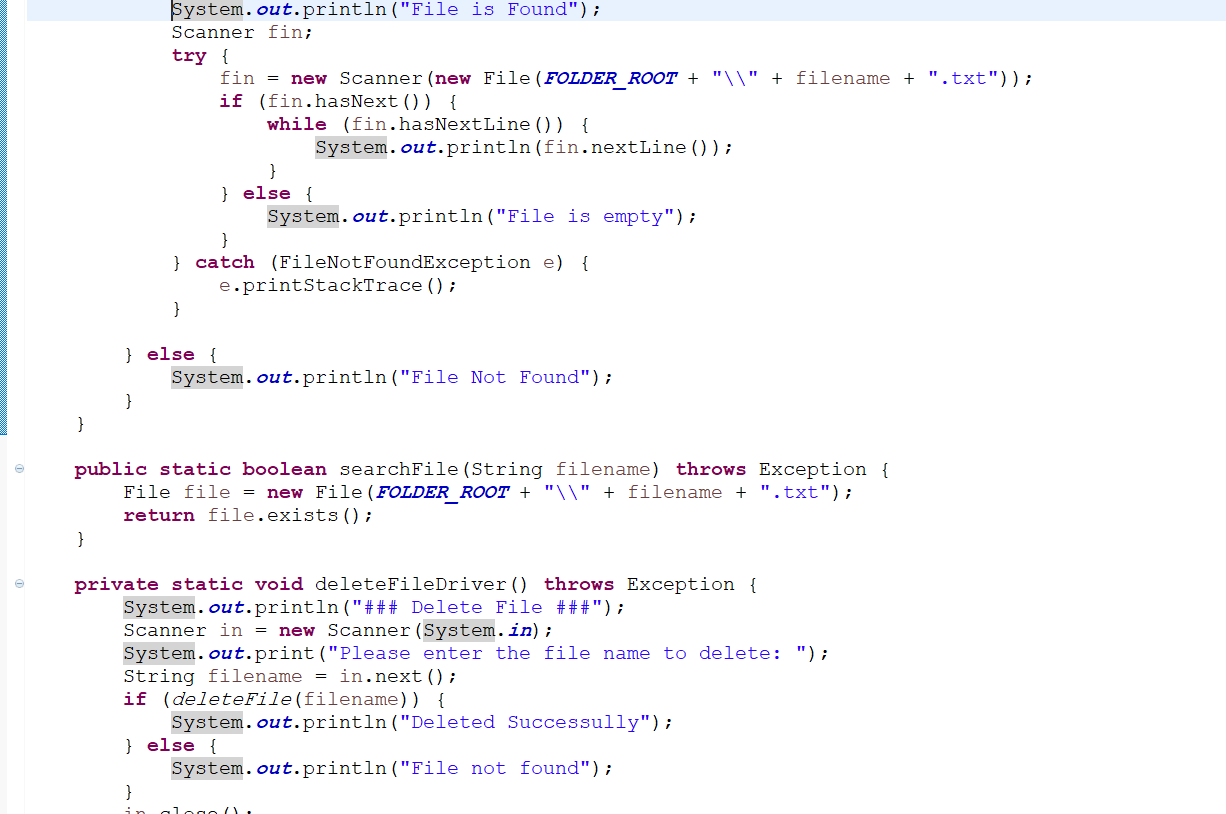 System.out.println("File is Found");
Scanner fin;
try {
fin = new Scanner(new File(FOLDER_ROOT + "\\" + filename + ".txt"));
if (fin.hasNext()) {
while (fin.hasNextLine()) {
System.out.println(fin.nextLine());
}
} else {
System.out.println("File is empty");
}
} catch (FileNotFoundException e) {
e.printStackTrace();
}
} else {
System.out.println("File Not Found");
}
}
public static boolean searchFile(String filename) throws Exception {
File file = new File(FOLDER_ROOT + "\\" + filename + ".txt");
return file.exists();
}
private static void deleteFileDriver() throws Exception {
System.out.println("### Delete File ###");
Scanner in = new Scanner(System.in);
System.out.print("Please enter the file name to delete: ");
String filename = in.next();
if (deleteFile(filename)) {
System.out.println("Deleted Successully");
} else {
System.out.println("File not found");
}
in.close();